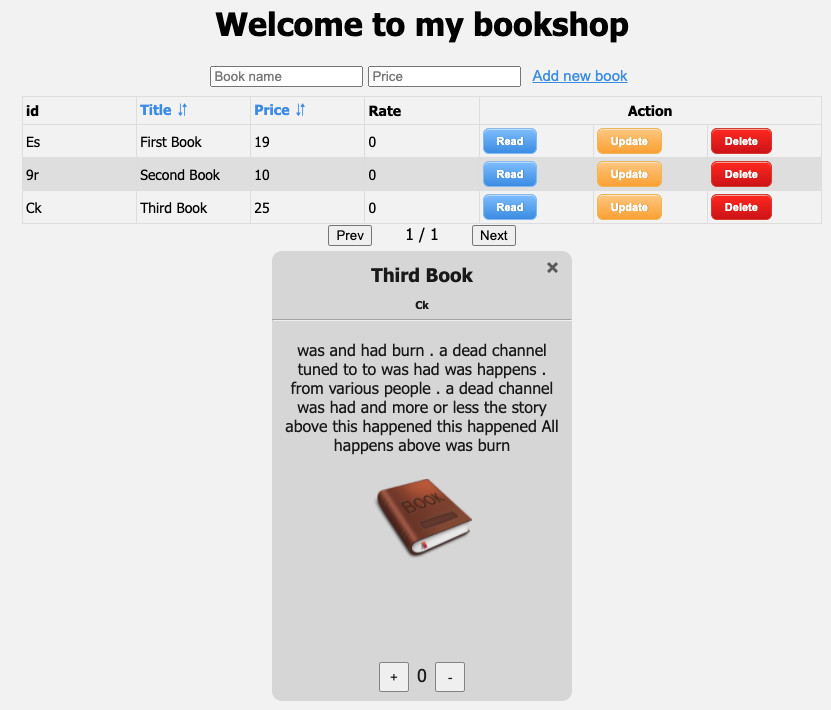 Welcome to my bookshop
Book name Price Add new book
id Title Price Rate Action
Es First Book 19 0 Read Update Delete
9r Second Book 10 0 Read Update Delete
Ck Third Book 25 0 Read Update Delete
Prev 1 / 1 Next
Third Book
Ck
was and had burn . a dead channel
tuned to to was had was happens .
from various people . a dead channel
was had and more or less the story
above this happened this happened All
happens above was burn
BOOK
+ 0 -